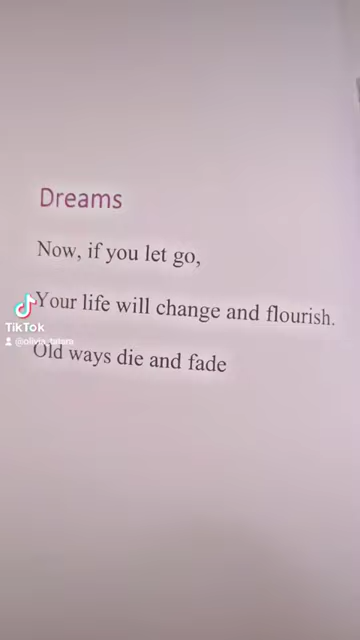 Dreams
Now, if you let go,
Your life will change and flourish.
TikTok
Old ways die and fade